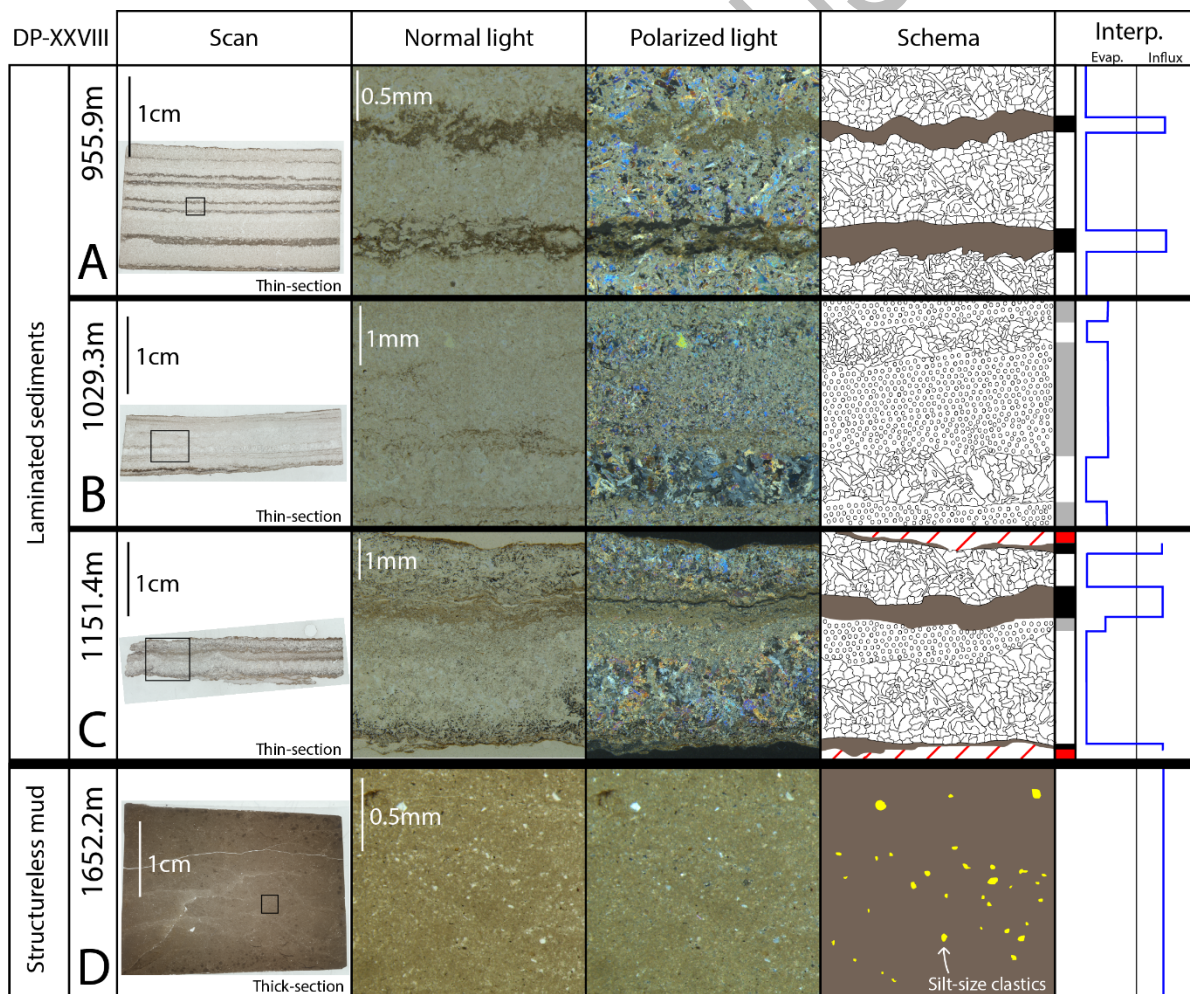 DP-XXVIII
Scan
Normal light
Polarized light
Schema
Interp.
Evap.
Influx
Laminated sediments
955.9m
A
1cm
Thin-section
0.5mm
1029.3m
B
1cm
Thin-section
1mm
1151.4m
C
1cm
Thin-section
1mm
Structureless mud
1652.2m
D
1cm
Thick-section
0.5mm
Silt-size clastics